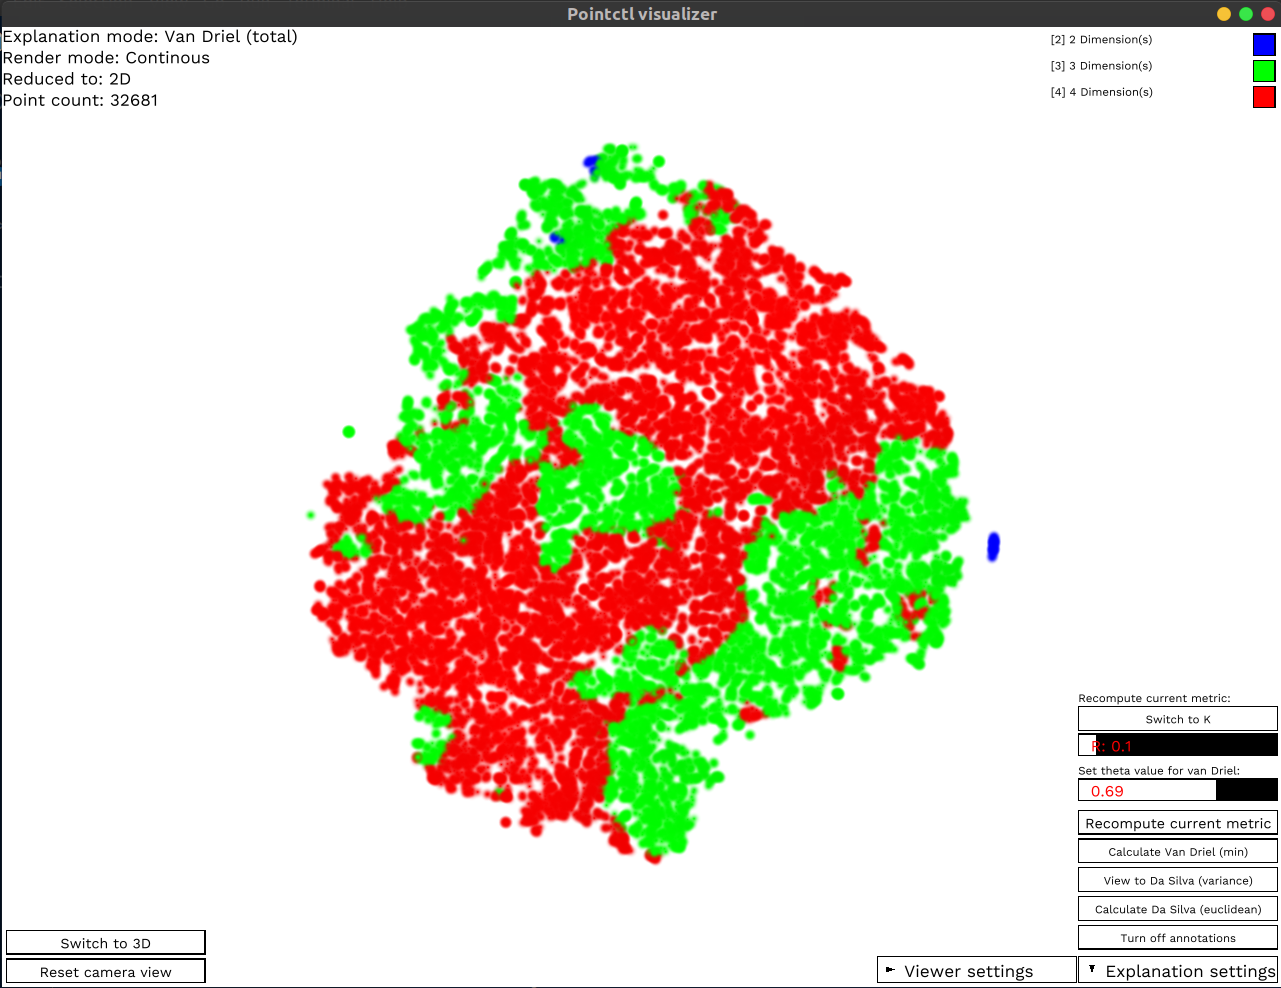 Pointctl visualizer
Explanation mode: Van Driel (total)
Render mode: Continous
Reduced to: 2D
Point count: 32681
[2] 2 Dimension(s)
[3] 3 Dimension(s)
[4] 4 Dimension(s)
Recompute current metric:
Switch to K
R: 0.1
Set theta value for van Driel:
0.69
Recompute current metric
Calculate Van Driel (min)
View to Da Silva (variance)
Calculate Da Silva (euclidean)
Turn off annotations
Switch to 3D
Reset camera view
Viewer settings
Explanation settings